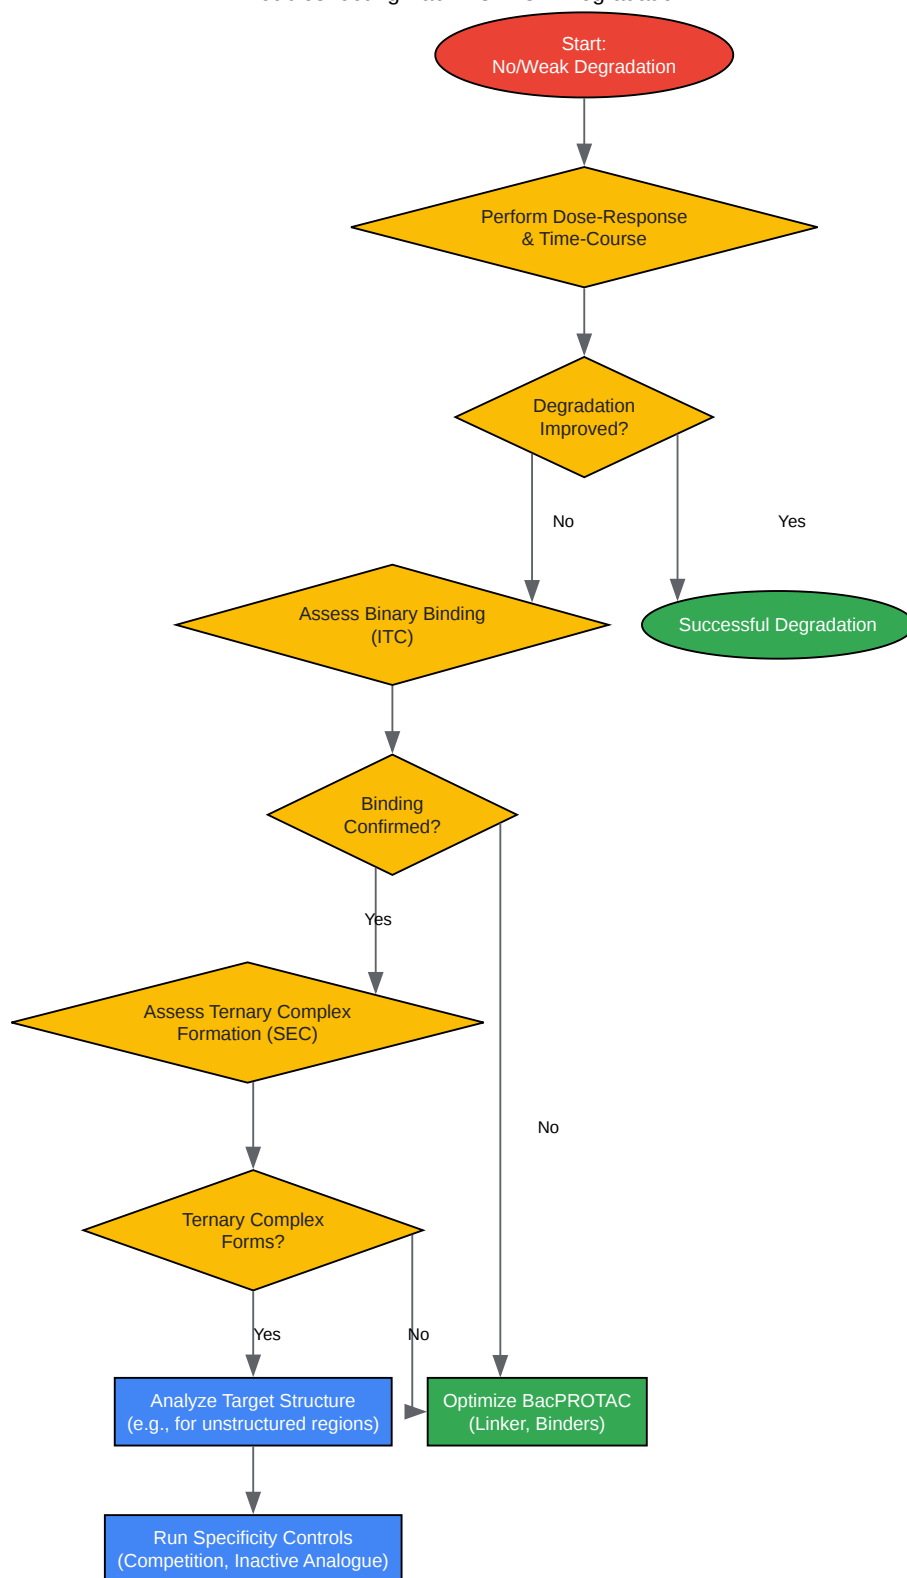 Start:
No/Weak Degradation
Perform Dose-Response
& Time-Course
Degradation
Improved?
No
Yes
Assess Binary Binding
(ITC)
Successful Degradation
Binding
Confirmed?
Yes
Assess Ternary Complex
Formation (SEC)
No
Ternary Complex
Forms?
Yes
No
Analyze Target Structure
(e.g., for unstructured regions)
Optimize BacPROTAC
(Linker, Binders)
Run Specificity Controls
(Competition, Inactive Analogue)